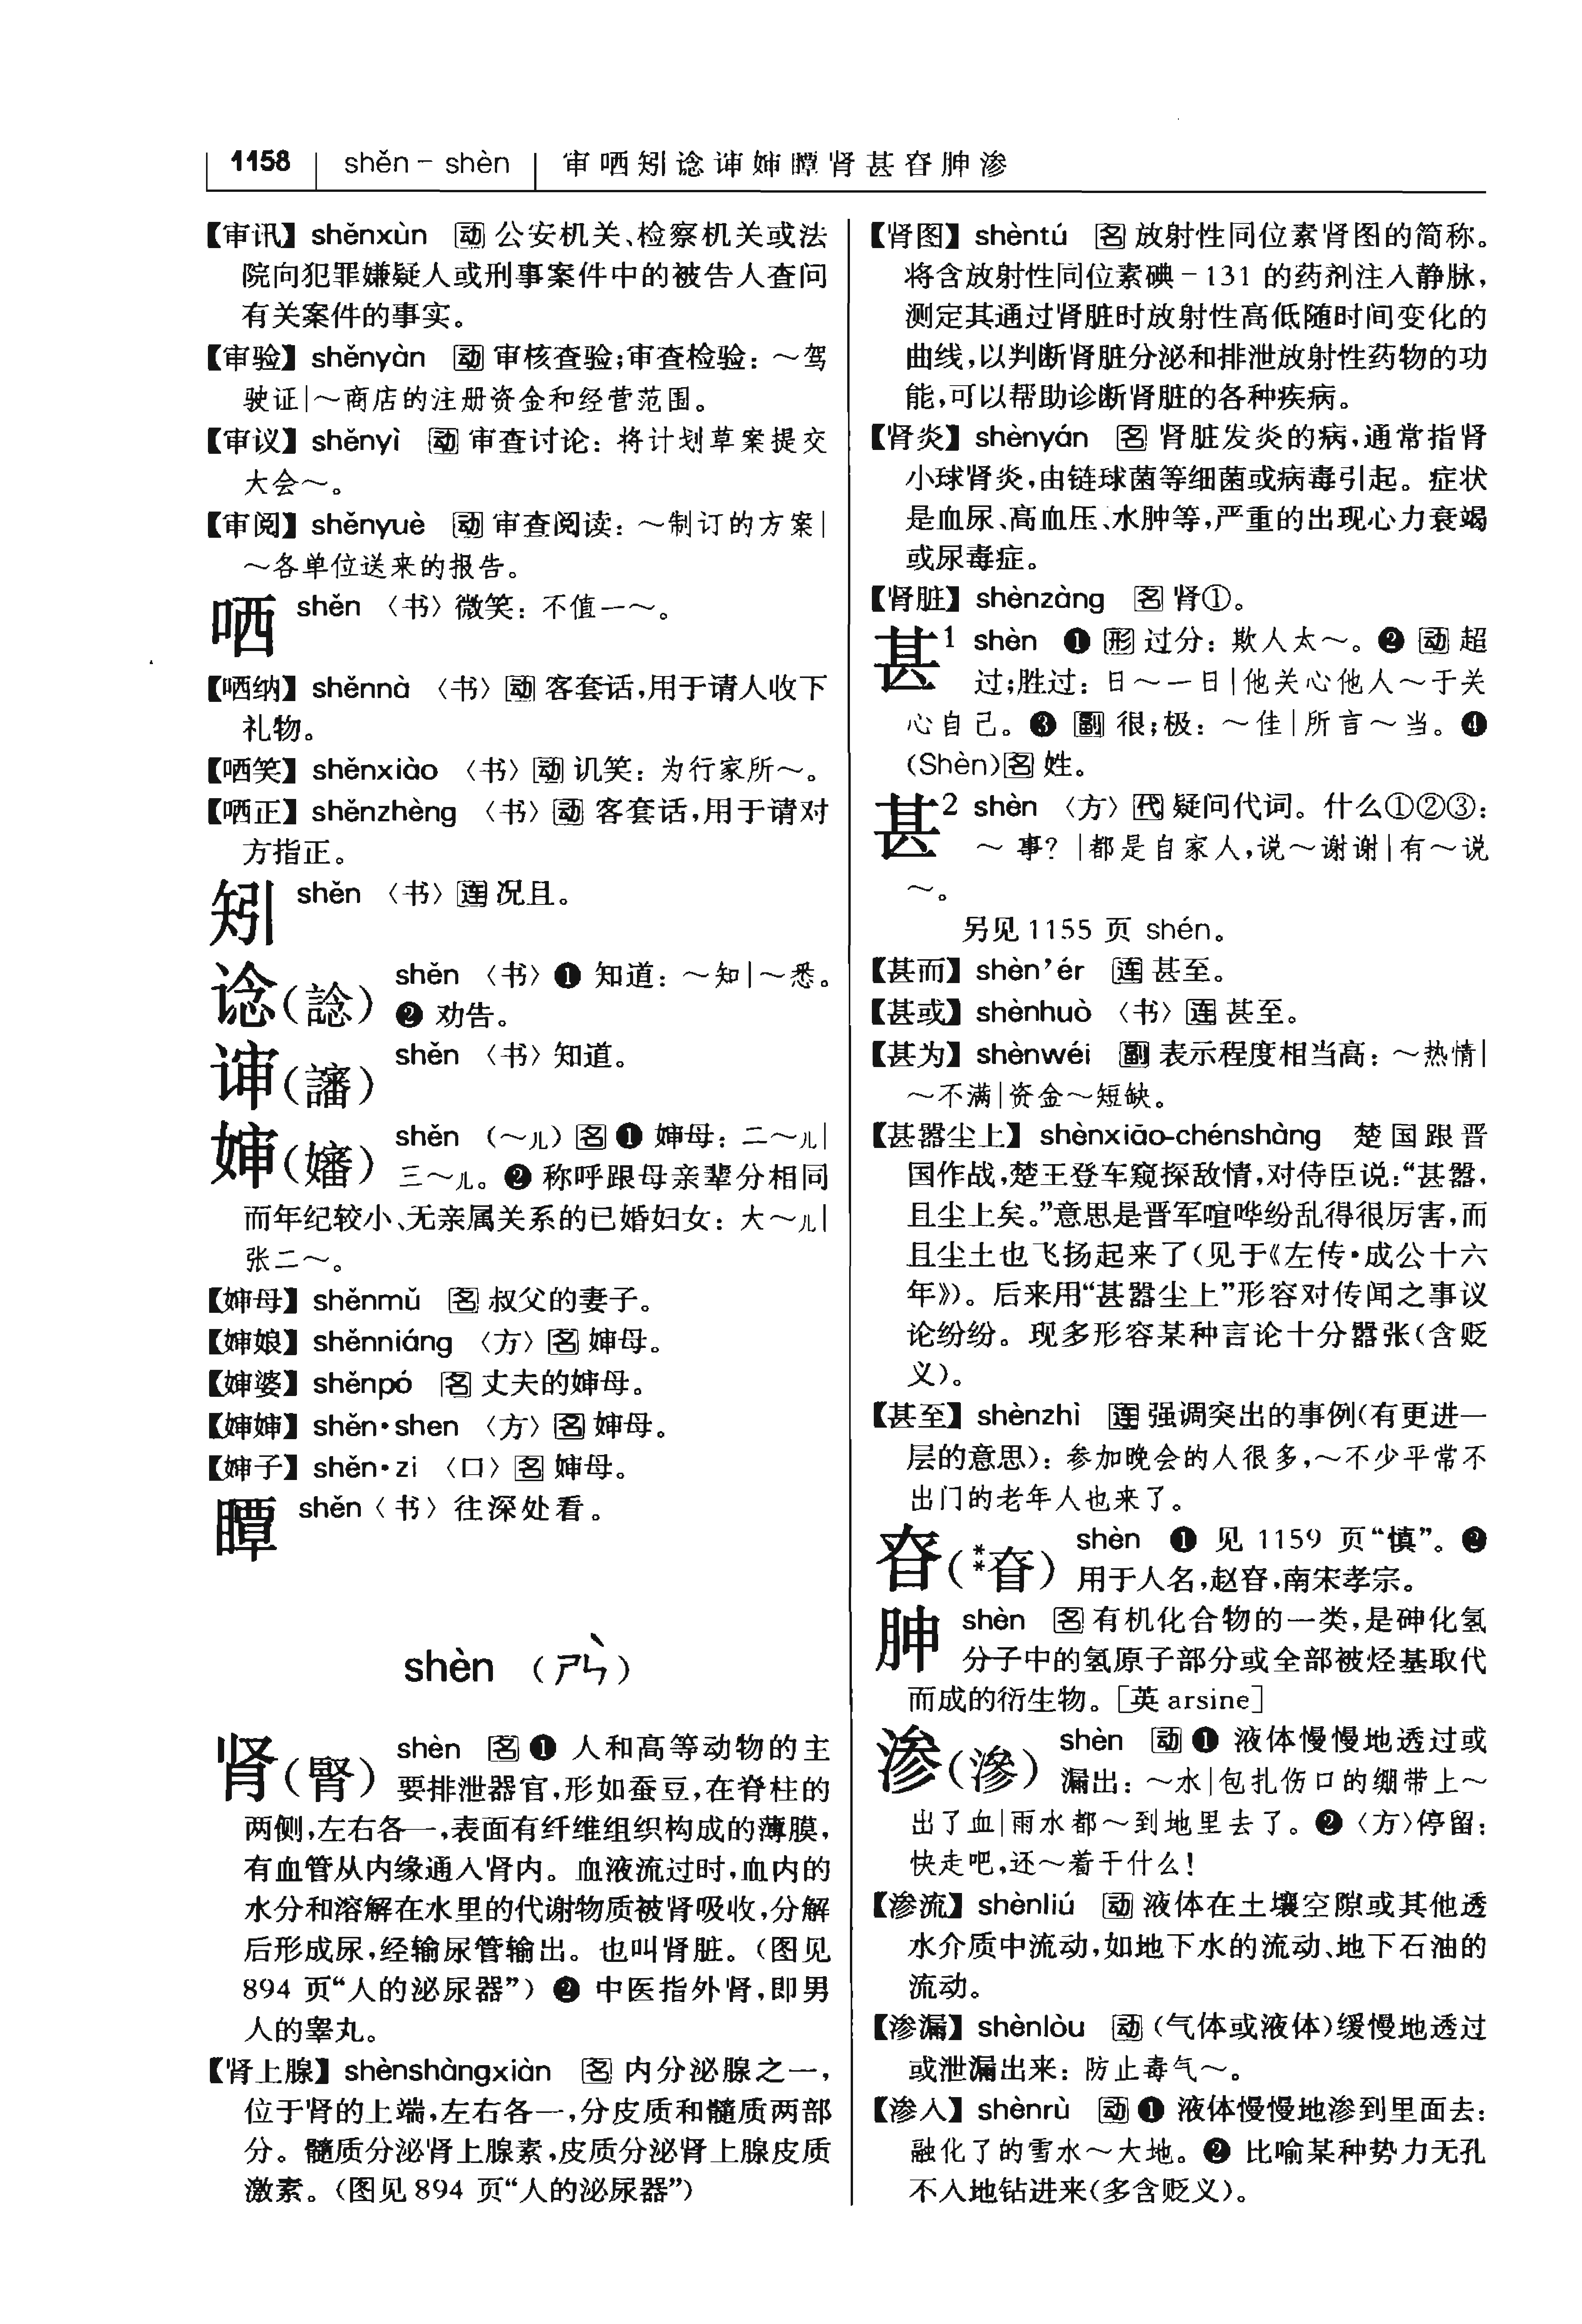 1158 | shěn－shèn | 审哂矧谂谉婶瞫肾甚昚胂渗
【审讯】shěnxùn 动 公安机关、检察机关或法
院向犯罪嫌疑人或刑事案件中的被告人查问
有关案件的事实。
【审验】shěnyàn 动 审核查验;审查检验：～驾
驶证|～商店的注册资金和经营范围。
【审议】shěnyì 动 审查讨论：将计划草案提交
大会～。
【审阅】shěnyuè 动 审查阅读：～制订的方案|
～各单位送来的报告。
哂 shěn 〈书〉微笑：不值一～。
【哂纳】shěnnà 〈书〉动 客套话,用于请人收下
礼物。
【哂笑】shěnxiào 〈书〉动 讥笑：为行家所～。
【哂正】shěnzhèng 〈书〉动 客套话,用于请对
方指正。
矧 shěn 〈书〉连 况且。
谂(諗) shěn 〈书〉❶ 知道：～知|～悉。
❷ 劝告。
谉(讅) shěn 〈书〉知道。
婶(嬸) shěn （～儿）名 ❶ 婶母：二～儿|
三～儿。❷ 称呼跟母亲辈分相同
而年纪较小、无亲属关系的已婚妇女：大～儿|
张二～。
【婶母】shěnmǔ 名 叔父的妻子。
【婶娘】shěnniáng 〈方〉名 婶母。
【婶婆】shěnpó 名 丈夫的婶母。
【婶婶】shěn·shen 〈方〉名 婶母。
【婶子】shěn·zi 〈口〉名 婶母。
瞫 shěn〈书〉往深处看。
shèn （ㄕㄣˋ）
肾(腎) shèn 名 ❶ 人和高等动物的主
要排泄器官,形如蚕豆,在脊柱的
两侧,左右各一,表面有纤维组织构成的薄膜,
有血管从内缘通入肾内。血液流过时,血内的
水分和溶解在水里的代谢物质被肾吸收,分解
后形成尿,经输尿管输出。也叫肾脏。（图见
894 页“人的泌尿器”）❷ 中医指外肾,即男
人的睾丸。
【肾上腺】shènshàngxiàn 名 内分泌腺之一,
位于肾的上端,左右各一,分皮质和髓质两部
分。髓质分泌肾上腺素,皮质分泌肾上腺皮质
激素。（图见 894 页“人的泌尿器”）
【肾图】shèntú 名 放射性同位素肾图的简称。
将含放射性同位素碘－131 的药剂注入静脉,
测定其通过肾脏时放射性高低随时间变化的
曲线,以判断肾脏分泌和排泄放射性药物的功
能,可以帮助诊断肾脏的各种疾病。
【肾炎】shènyán 名 肾脏发炎的病,通常指肾
小球肾炎,由链球菌等细菌或病毒引起。症状
是血尿、高血压、水肿等,严重的出现心力衰竭
或尿毒症。
【肾脏】shènzàng 名 肾①。
甚1 shèn ❶ 形 过分：欺人太～。❷ 动 超
过;胜过：日～一日|他关心他人～于关
心自己。❸ 副 很;极：～佳|所言～当。❹
(Shèn)名 姓。
甚2 shèn 〈方〉代 疑问代词。什么①②③：
～事？|都是自家人,说～谢谢|有～说
～。
另见 1155 页 shén。
【甚而】shèn’ér 连 甚至。
【甚或】shènhuò 〈书〉连 甚至。
【甚为】shènwéi 副 表示程度相当高：～热情|
～不满|资金～短缺。
【甚嚣尘上】shènxiāo-chénshàng 楚国跟晋
国作战,楚王登车窥探敌情,对侍臣说：“甚嚣,
且尘上矣。”意思是晋军喧哗纷乱得很厉害,而
且尘土也飞扬起来了（见于《左传·成公十六
年》）。后来用“甚嚣尘上”形容对传闻之事议
论纷纷。现多形容某种言论十分嚣张（含贬
义）。
【甚至】shènzhì 连 强调突出的事例（有更进一
层的意思）：参加晚会的人很多,～不少平常不
出门的老年人也来了。
昚(**眘) shèn ❶ 见 1159 页“慎”。❷
用于人名,赵昚,南宋孝宗。
胂 shèn 名 有机化合物的一类,是砷化氢
分子中的氢原子部分或全部被烃基取代
而成的衍生物。[英 arsine]
渗(滲) shèn 动 ❶ 液体慢慢地透过或
漏出：～水|包扎伤口的绷带上～
出了血|雨水都～到地里去了。❷〈方〉停留：
快走吧,还～着干什么！
【渗流】shènliú 动 液体在土壤空隙或其他透
水介质中流动,如地下水的流动、地下石油的
流动。
【渗漏】shènlòu 动（气体或液体）缓慢地透过
或泄漏出来：防止毒气～。
【渗入】shènrù 动 ❶ 液体慢慢地渗到里面去：
融化了的雪水～大地。❷ 比喻某种势力无孔
不入地钻进来（多含贬义）。